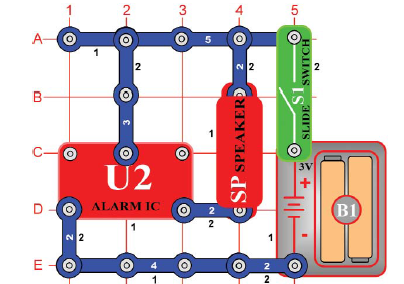 1 2 3 4 5
A 5
1 2 2 2
B
3 1 SP SPEAKER S1 SLIDE SWITCH
C 3V
U2
ALARM IC + B1
D 2
2 2 1 2 1 -
E 4 2
1 1 2